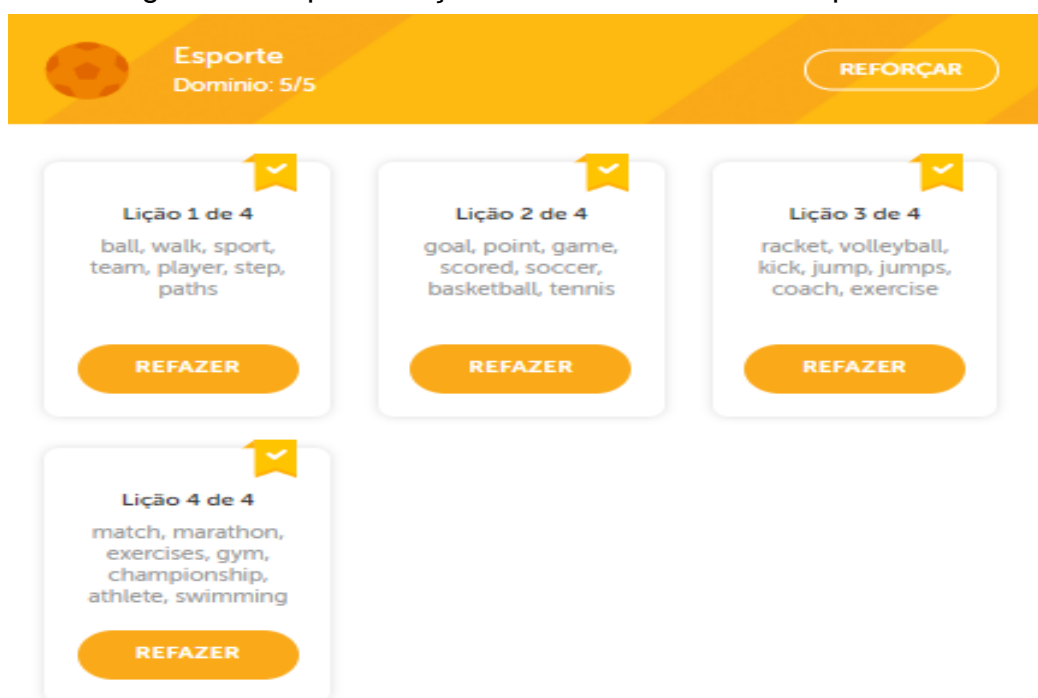 Esporte
Domínio: 5/5
REFORÇAR
Lição 1 de 4
ball, walk, sport,
team, player, step,
paths
REFAZER
Lição 2 de 4
goal, point, game,
scored, soccer,
basketball, tennis
REFAZER
Lição 3 de 4
racket, volleyball,
kick, jump, jumps,
coach, exercise
REFAZER
Lição 4 de 4
match, marathon,
exercises, gym,
championship,
athlete, swimming
REFAZER